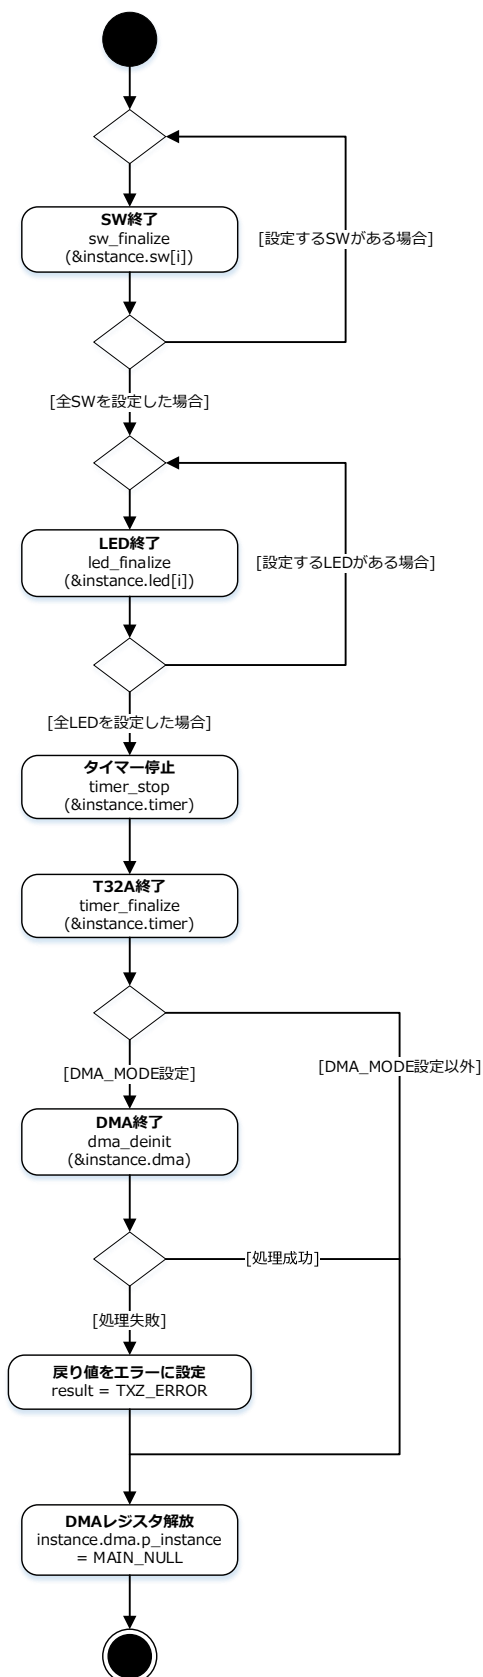 SW終了
sw_finalize
(&instance.sw[i])
[設定するSWがある場合]
[全SWを設定した場合]
LED終了
led_finalize
(&instance.led[i])
[設定するLEDがある場合]
[全LEDを設定した場合]
タイマー停止
timer_stop
(&instance.timer)
T32A終了
timer_finalize
(&instance.timer)
[DMA_MODE設定]
[DMA_MODE設定以外]
DMA終了
dma_deinit
(&instance.dma)
[処理成功]
[処理失敗]
戻り値をエラーに設定
result = TXZ_ERROR
DMAレジスタ解放
instance.dma.p_instance
= MAIN_NULL